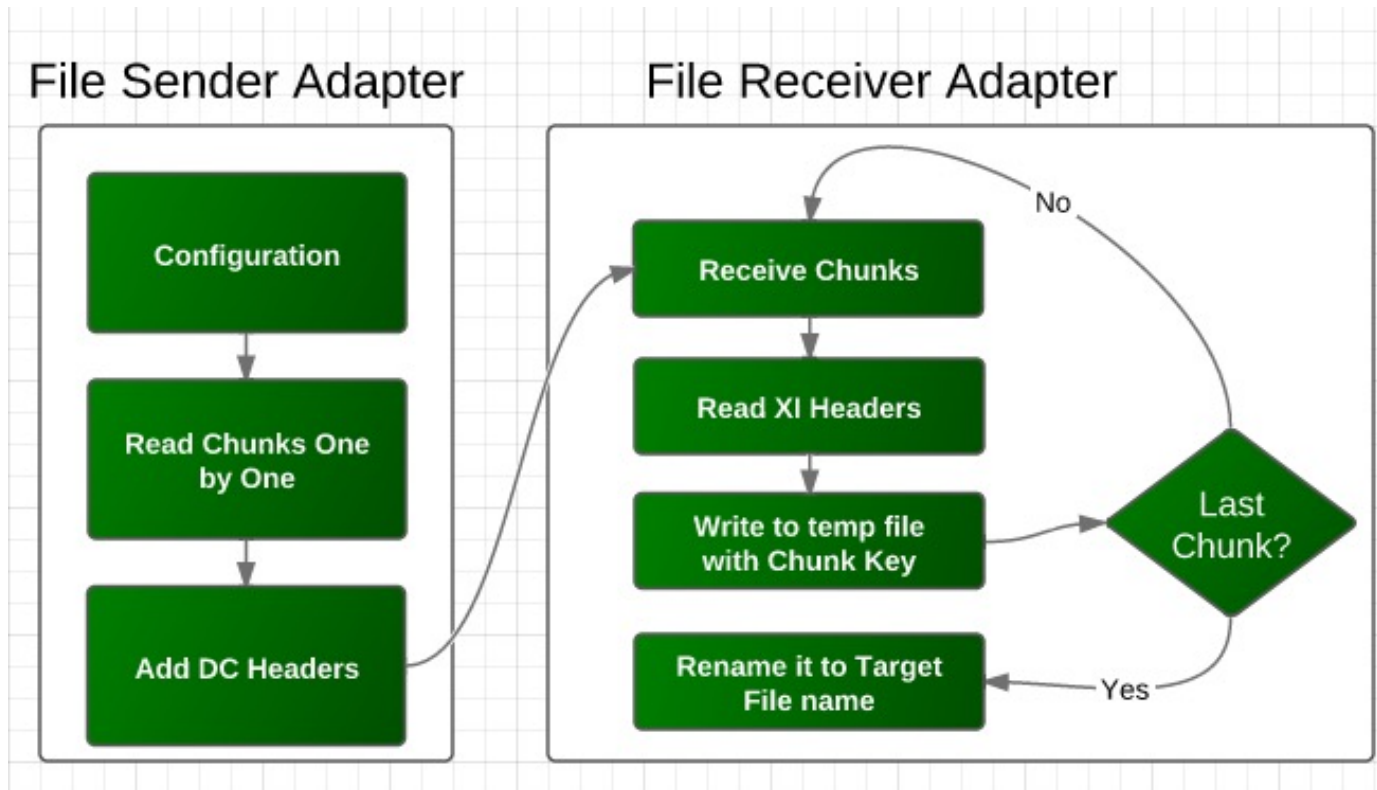 File Sender Adapter
Configuration
Read Chunks One
by One
Add DC Headers
File Receiver Adapter
No
Receive Chunks
Read XI Headers
Write to temp file
with Chunk Key
Last
Chunk?
Rename it to Target
File name
Yes